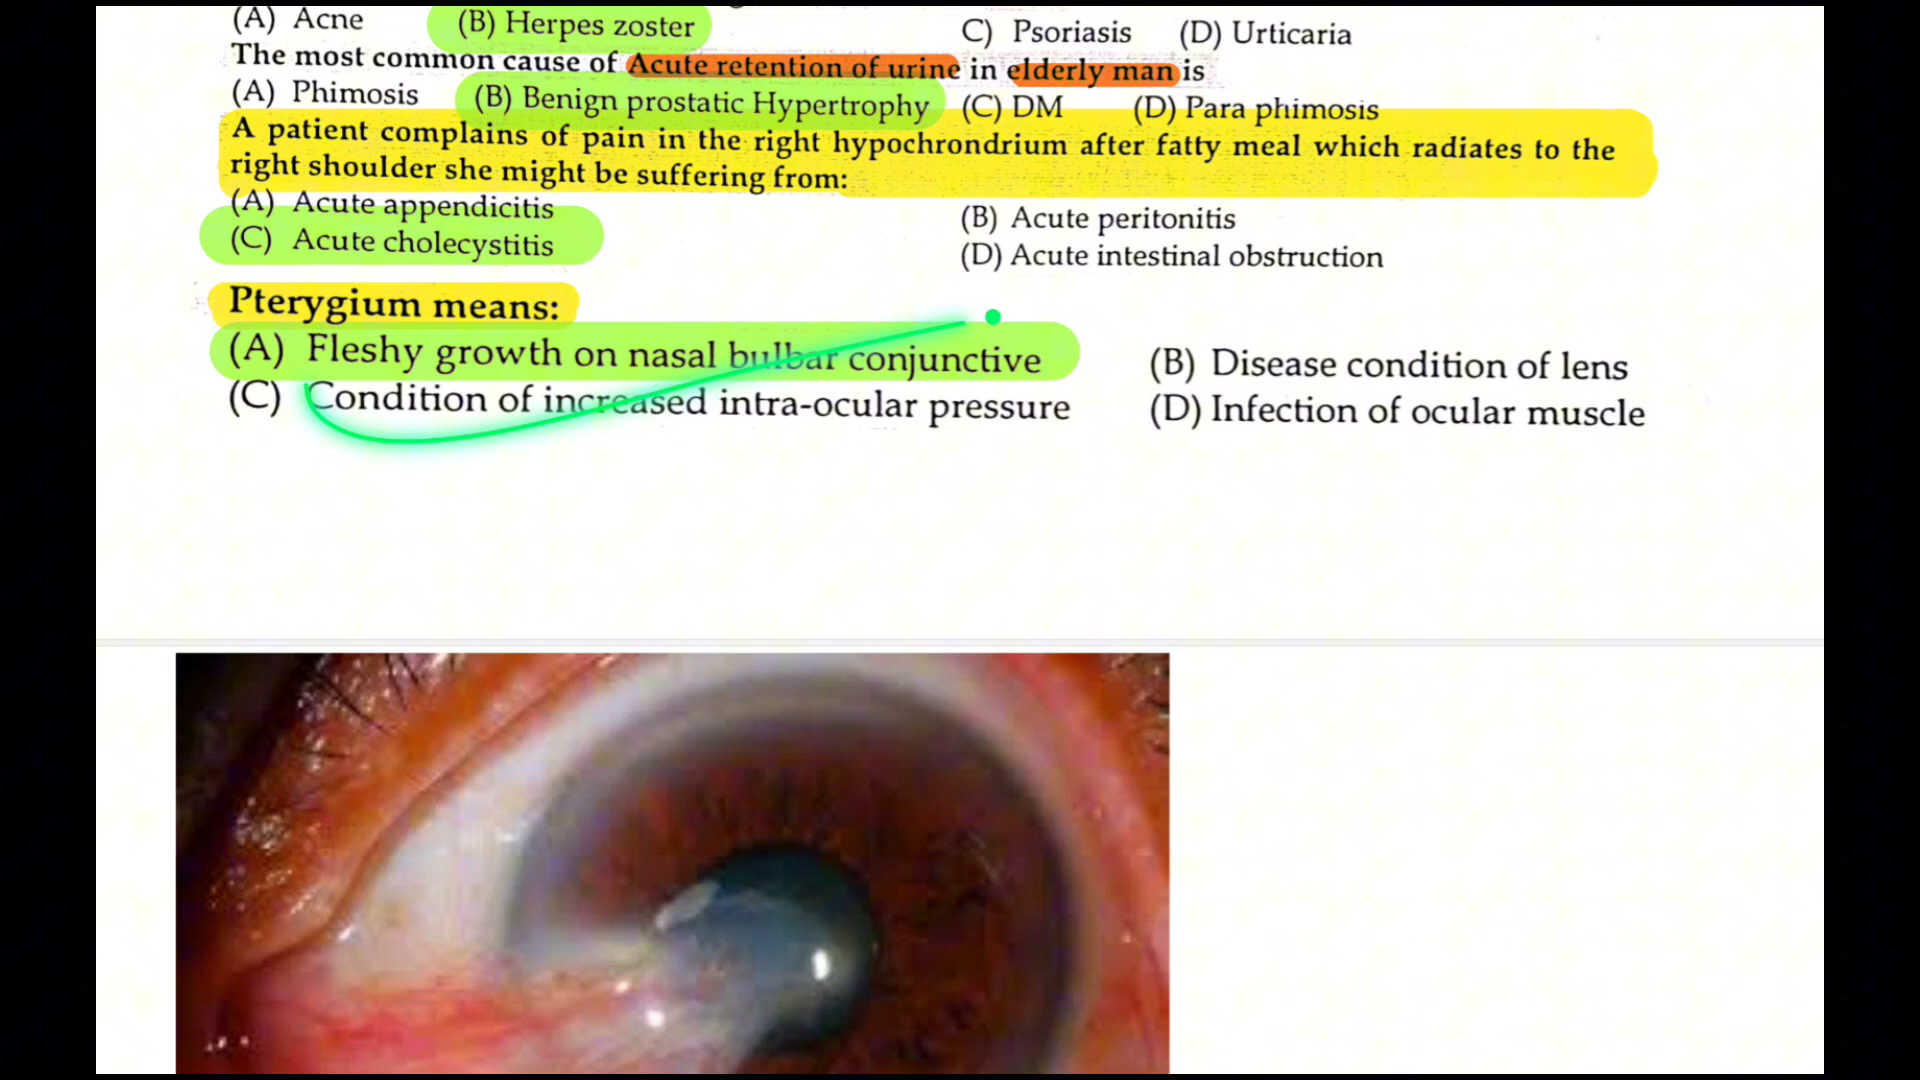 (A) Acne (B) Herpes zoster C) Psoriasis (D) Urticaria
The most common cause of Acute retention of urine in elderly man is
(A) Phimosis (B) Benign prostatic Hypertrophy (C) DM (D) Para phimosis
A patient complains of pain in the right hypochrondrium after fatty meal which radiates to the
right shoulder she might be suffering from:
(A) Acute appendicitis (B) Acute peritonitis
(C) Acute cholecystitis (D) Acute intestinal obstruction
Pterygium means:
(A) Fleshy growth on nasal bulbar conjunctive (B) Disease condition of lens
(C) Condition of increased intra-ocular pressure (D) Infection of ocular muscle